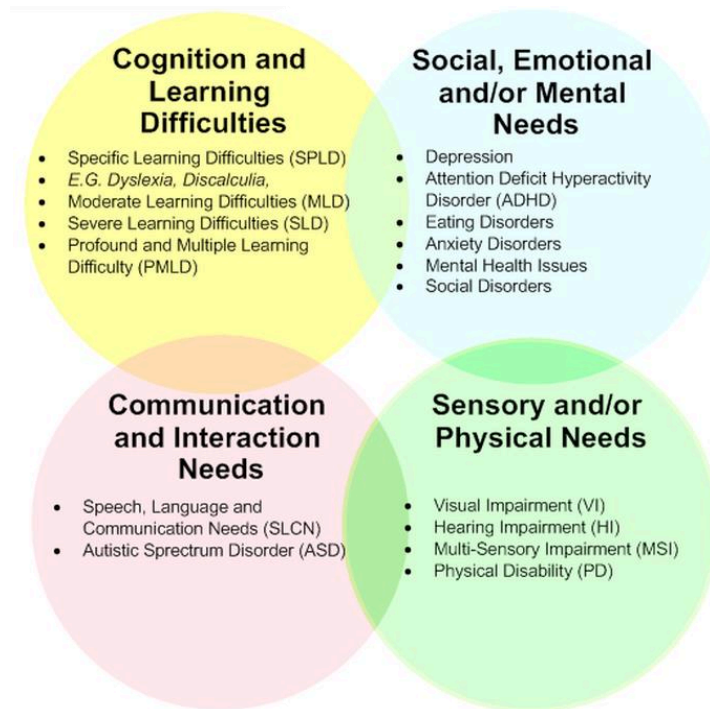 Cognition and
Learning
Difficulties
• Specific Learning Difficulties (SPLD)
• E.G. Dyslexia, Discalculia,
• Moderate Learning Difficulties (MLD)
• Severe Learning Difficulties (SLD)
• Profound and Multiple Learning
Difficulty (PMLD)
Social, Emotional
and/or Mental
Needs
• Depression
• Attention Deficit Hyperactivity
Disorder (ADHD)
• Eating Disorders
• Anxiety Disorders
• Mental Health Issues
• Social Disorders
Communication
and Interaction
Needs
• Speech, Language and
Communication Needs (SLCN)
• Autistic Sprectrum Disorder (ASD)
Sensory and/or
Physical Needs
• Visual Impairment (VI)
• Hearing Impairment (HI)
• Multi-Sensory Impairment (MSI)
• Physical Disability (PD)